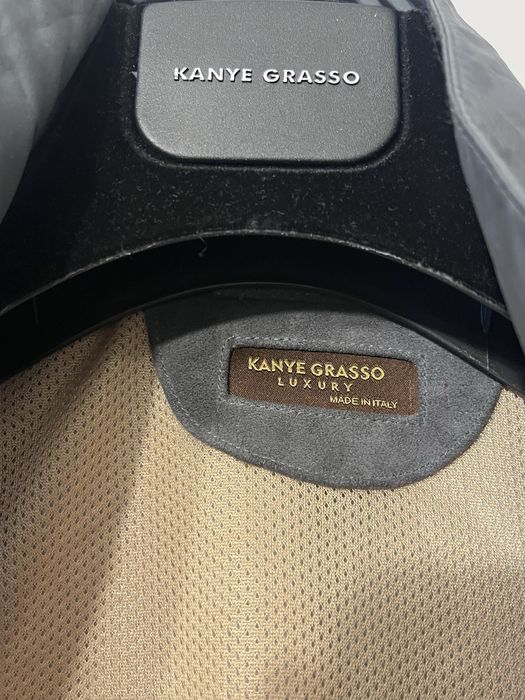 KANYE GRASSO
KANYE GRASSO
LUXURY
MADE IN ITALY